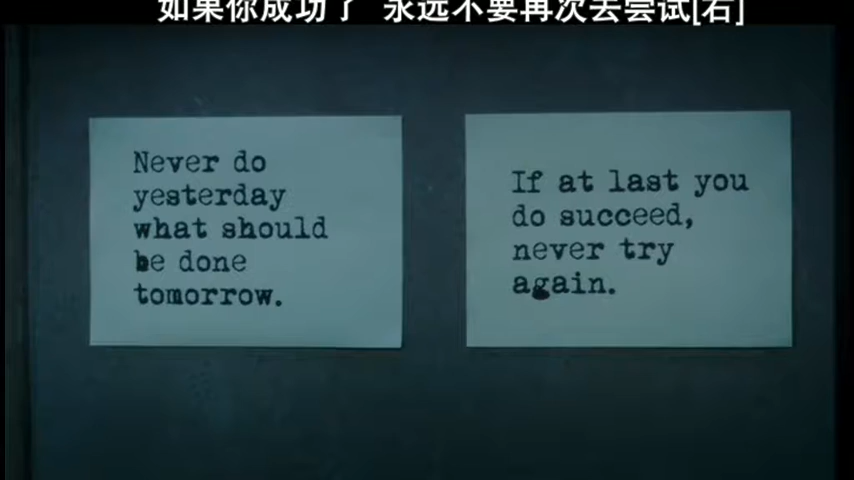 如果你成功了 永远不要再次去尝试[右]
Never do
yesterday
what should
be done
tomorrow.
If at last you
do succeed,
never try
again.